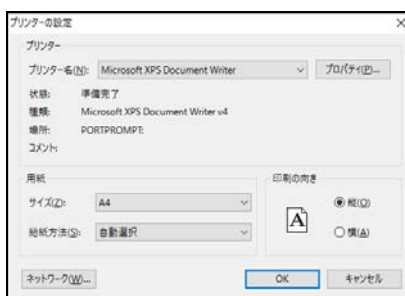 プリンターの設定
プリンター
プリンター名(N): Microsoft XPS Document Writer プロパティ(P)...
状態: 準備完了
種類: Microsoft XPS Document Writer v4
場所: PORTPROMPT:
コメント:
用紙
サイズ(Z): A4
給紙方法(S): 自動選択
印刷の向き
A
縦(O)
横(A)
ネットワーク(W)... OK キャンセル